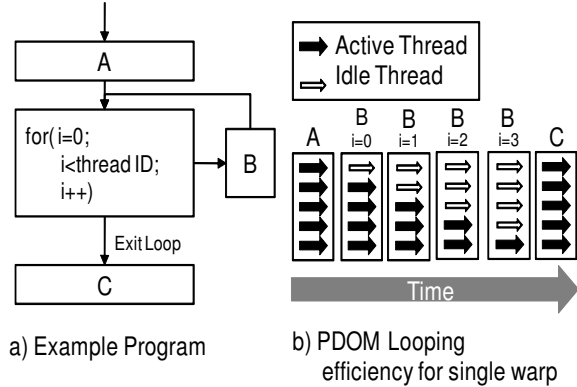 A
for( i=0;
i<thread ID;
i++)
B
Exit Loop
C
a) Example Program
Active Thread
Idle Thread
A
B
i=0
B
i=1
B
i=2
B
i=3
C
Time
b) PDOM Looping
efficiency for single warp